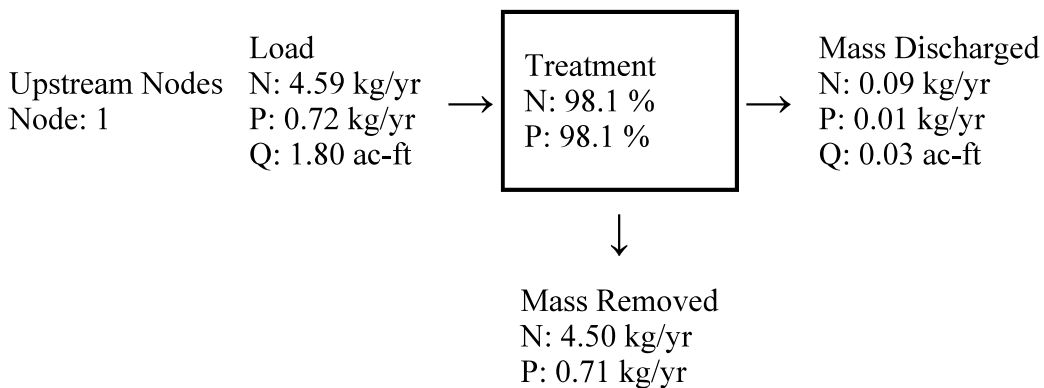 Upstream Nodes
Node: 1
Load
N: 4.59 kg/yr
P: 0.72 kg/yr
Q: 1.80 ac-ft
→
Treatment
N: 98.1 %
P: 98.1 %
→
Mass Discharged
N: 0.09 kg/yr
P: 0.01 kg/yr
Q: 0.03 ac-ft
↓
Mass Removed
N: 4.50 kg/yr
P: 0.71 kg/yr